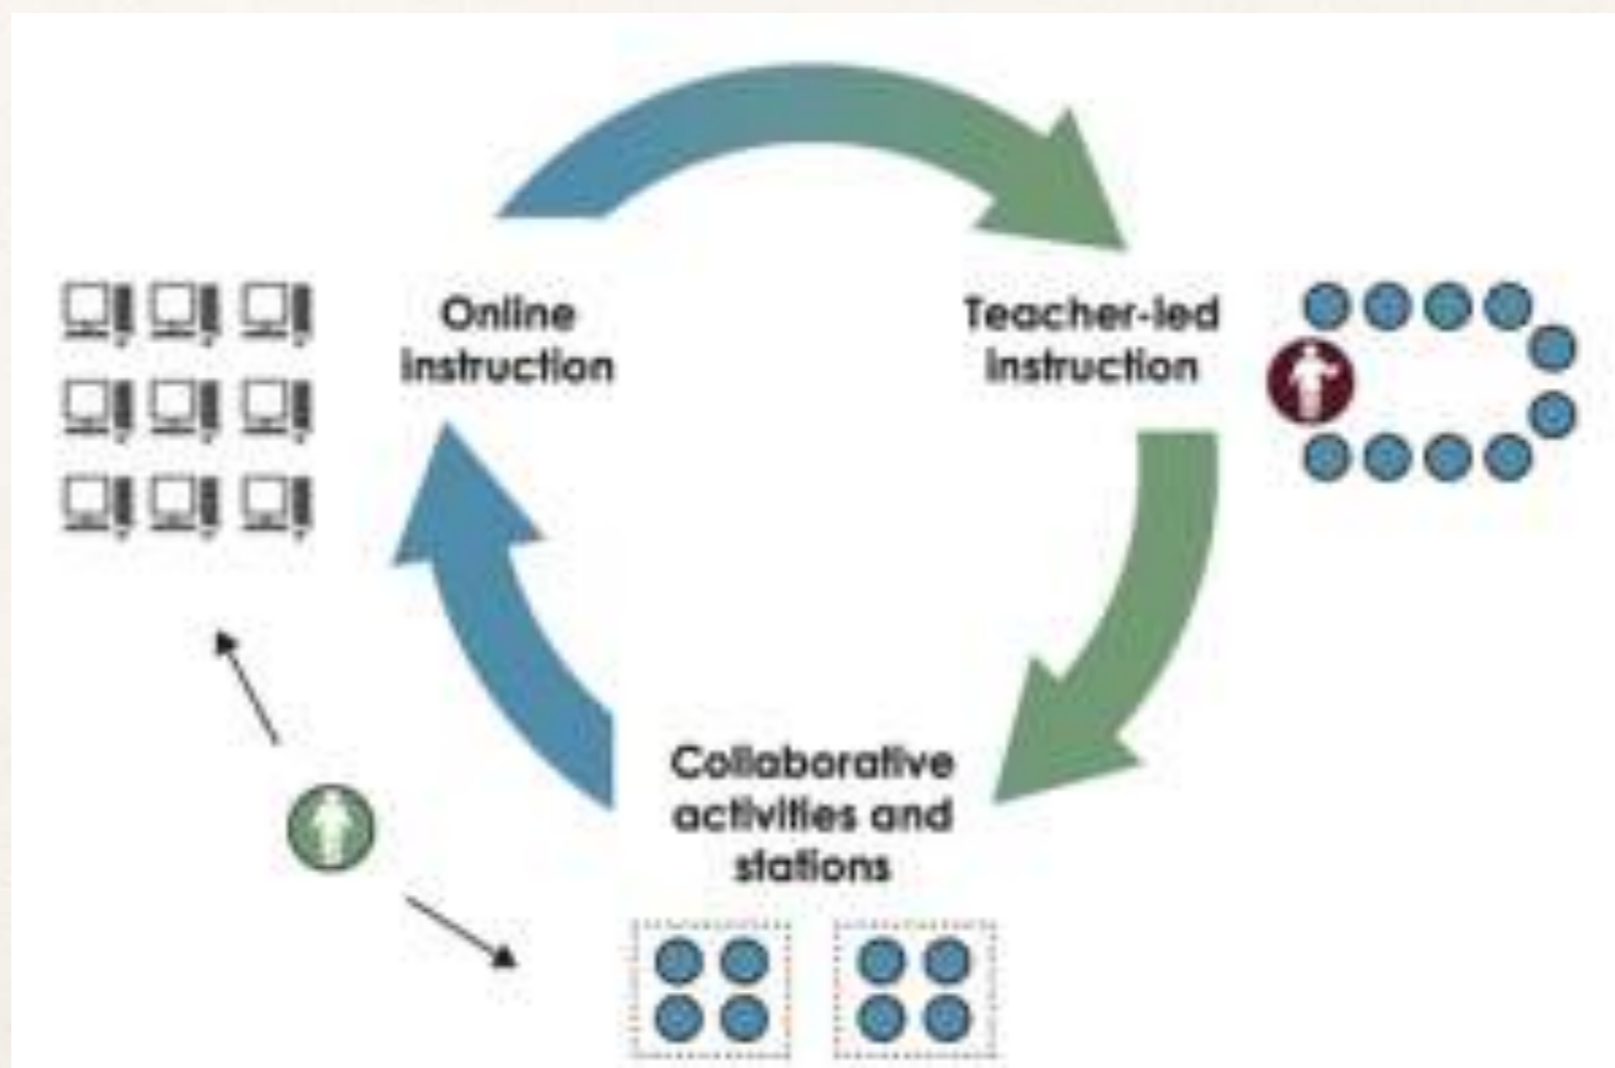 Online
instruction
Teacher-led
instruction
Collaborative
activities and
stations